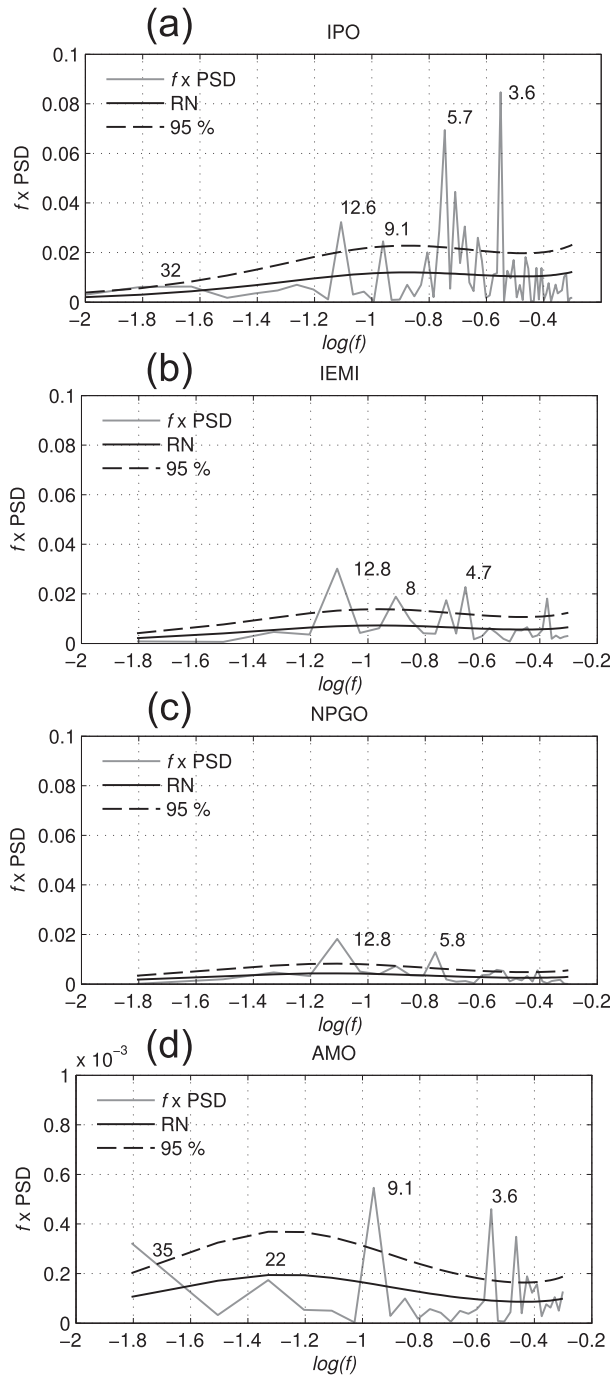 (a)
IPO
0.1
0.08
0.06
0.04
0.02
0
f x PSD
f x PSD
RN
95 %
32
12.6
9.1
5.7
3.6
−2 −1.8 −1.6 −1.4 −1.2 −1 −0.8 −0.6 −0.4
log(f)
(b)
IEMI
0.1
0.08
0.06
0.04
0.02
0
f x PSD
f x PSD
RN
95 %
12.8
8
4.7
−2 −1.8 −1.6 −1.4 −1.2 −1 −0.8 −0.6 −0.4 −0.2
log(f)
(c)
NPGO
0.1
0.08
0.06
0.04
0.02
0
f x PSD
f x PSD
RN
95 %
12.8
5.8
−2 −1.8 −1.6 −1.4 −1.2 −1 −0.8 −0.6 −0.4 −0.2
log(f)
(d)
x 10−3
AMO
1
0.8
0.6
0.4
0.2
0
f x PSD
f x PSD
RN
95 %
35
22
9.1
3.6
−2 −1.8 −1.6 −1.4 −1.2 −1 −0.8 −0.6 −0.4 −0.2
log(f)